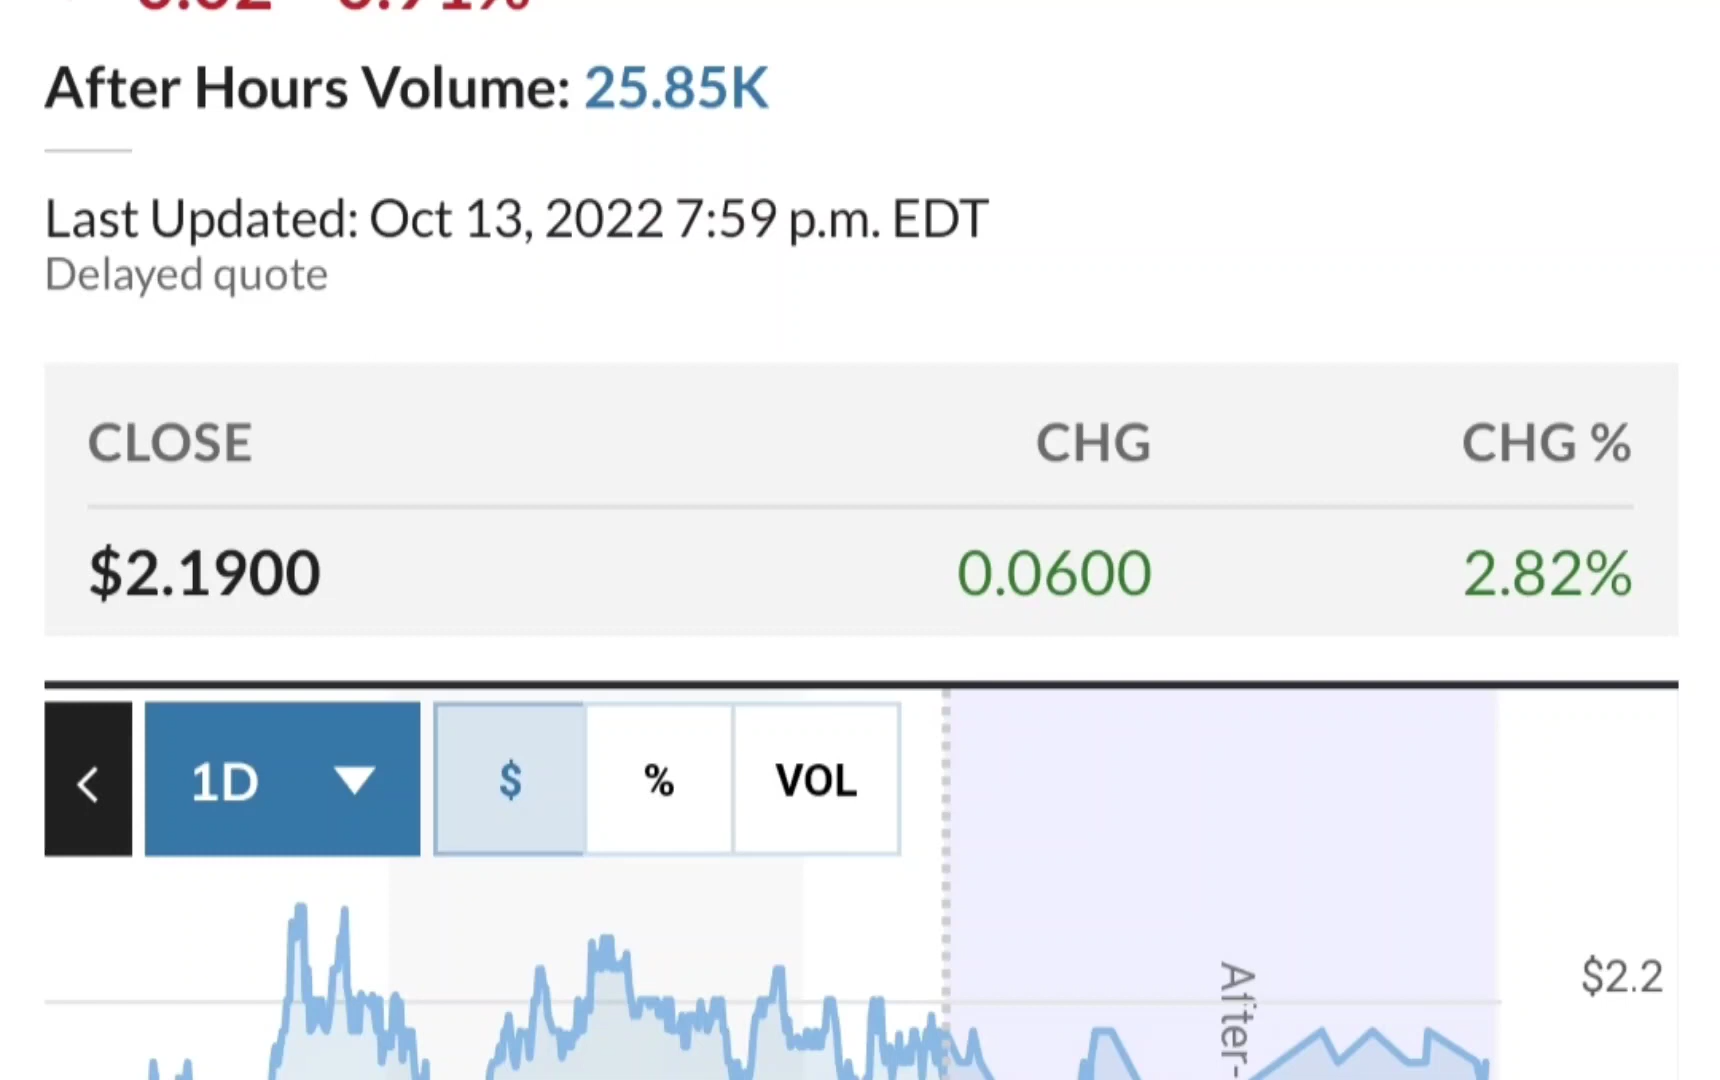 After Hours Volume: 25.85K
Last Updated: Oct 13, 2022 7:59 p.m. EDT
Delayed quote
CLOSE CHG CHG %
$2.1900 0.0600 2.82%
1D $ % VOL
$2.2
After-